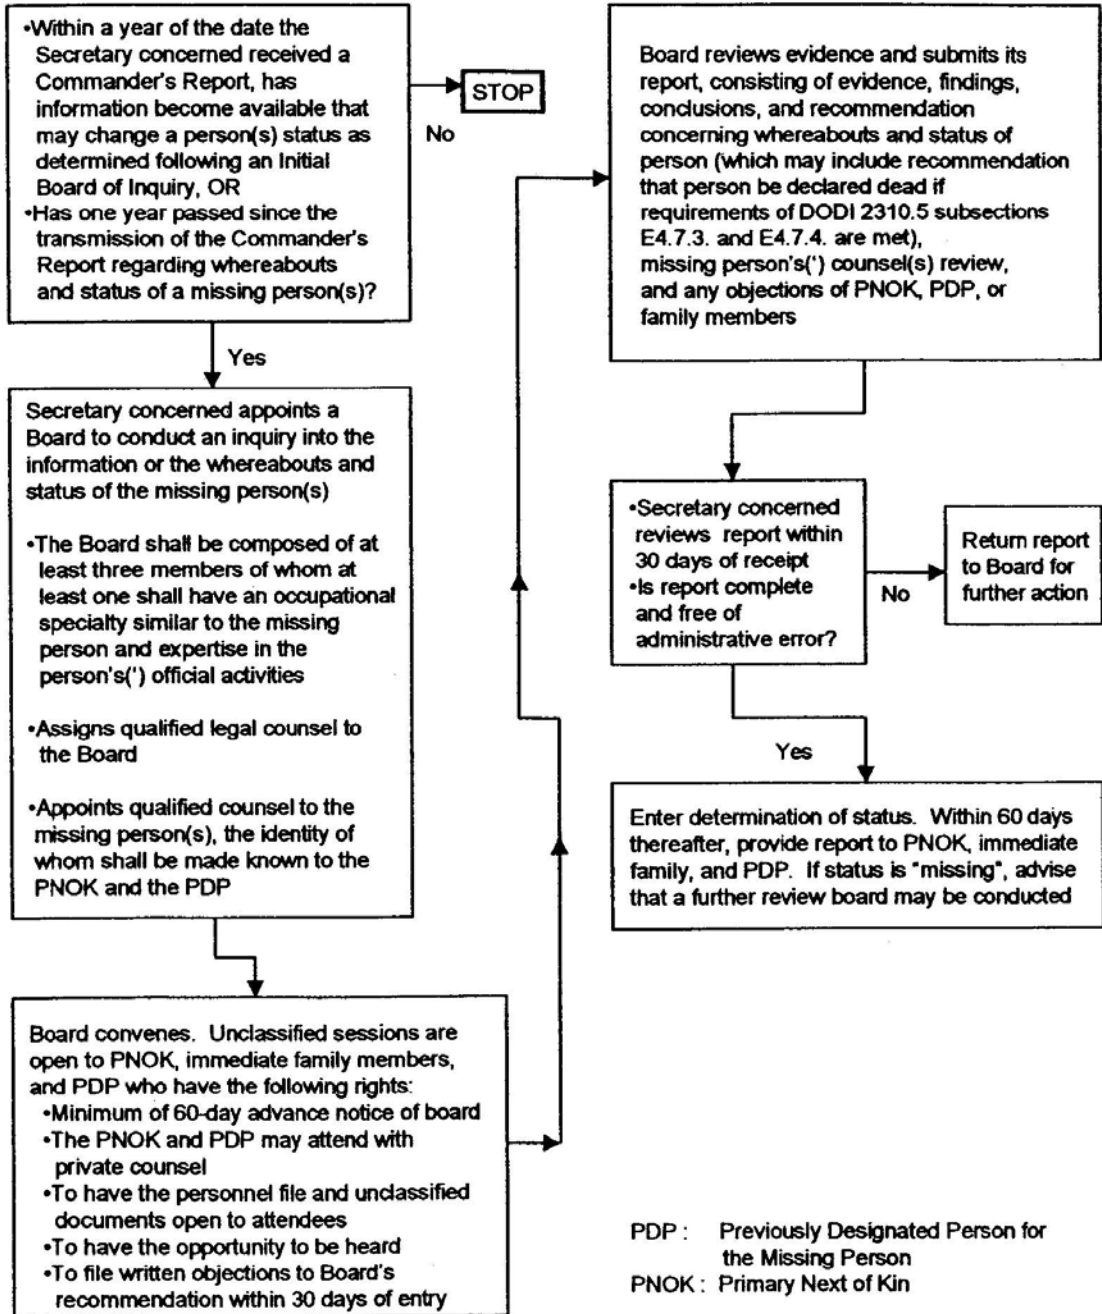 •Within a year of the date the
Secretary concerned received a
Commander's Report, has
information become available that
may change a person(s) status as
determined following an Initial
Board of Inquiry, OR
•Has one year passed since the
transmission of the Commander's
Report regarding whereabouts
and status of a missing person(s)?
STOP
No
Yes
Secretary concerned appoints a
Board to conduct an inquiry into the
information or the whereabouts and
status of the missing person(s)
•The Board shall be composed of at
least three members of whom at
least one shall have an occupational
specialty similar to the missing
person and expertise in the
person's(') official activities
•Assigns qualified legal counsel to
the Board
•Appoints qualified counsel to the
missing person(s), the identity of
whom shall be made known to the
PNOK and the PDP
Board convenes. Unclassified sessions are
open to PNOK, immediate family members,
and PDP who have the following rights:
•Minimum of 60-day advance notice of board
•The PNOK and PDP may attend with
private counsel
•To have the personnel file and unclassified
documents open to attendees
•To have the opportunity to be heard
•To file written objections to Board's
recommendation within 30 days of entry
Board reviews evidence and submits its
report, consisting of evidence, findings,
conclusions, and recommendation
concerning whereabouts and status of
person (which may include recommendation
that person be declared dead if
requirements of DODI 2310.5 subsections
E4.7.3. and E4.7.4. are met),
missing person's(') counsel(s) review,
and any objections of PNOK, PDP, or
family members
•Secretary concerned
reviews report within
30 days of receipt
•Is report complete
and free of
administrative error?
No
Return report
to Board for
further action
Yes
Enter determination of status. Within 60 days
thereafter, provide report to PNOK, immediate
family, and PDP. If status is "missing", advise
that a further review board may be conducted
PDP : Previously Designated Person for
the Missing Person
PNOK : Primary Next of Kin